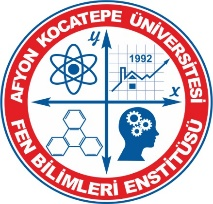 AFYON KOCATEPE ÜNİVERSİTESİ
y
1992
x
FEN BİLİMLERİ ENSTİTÜSÜ